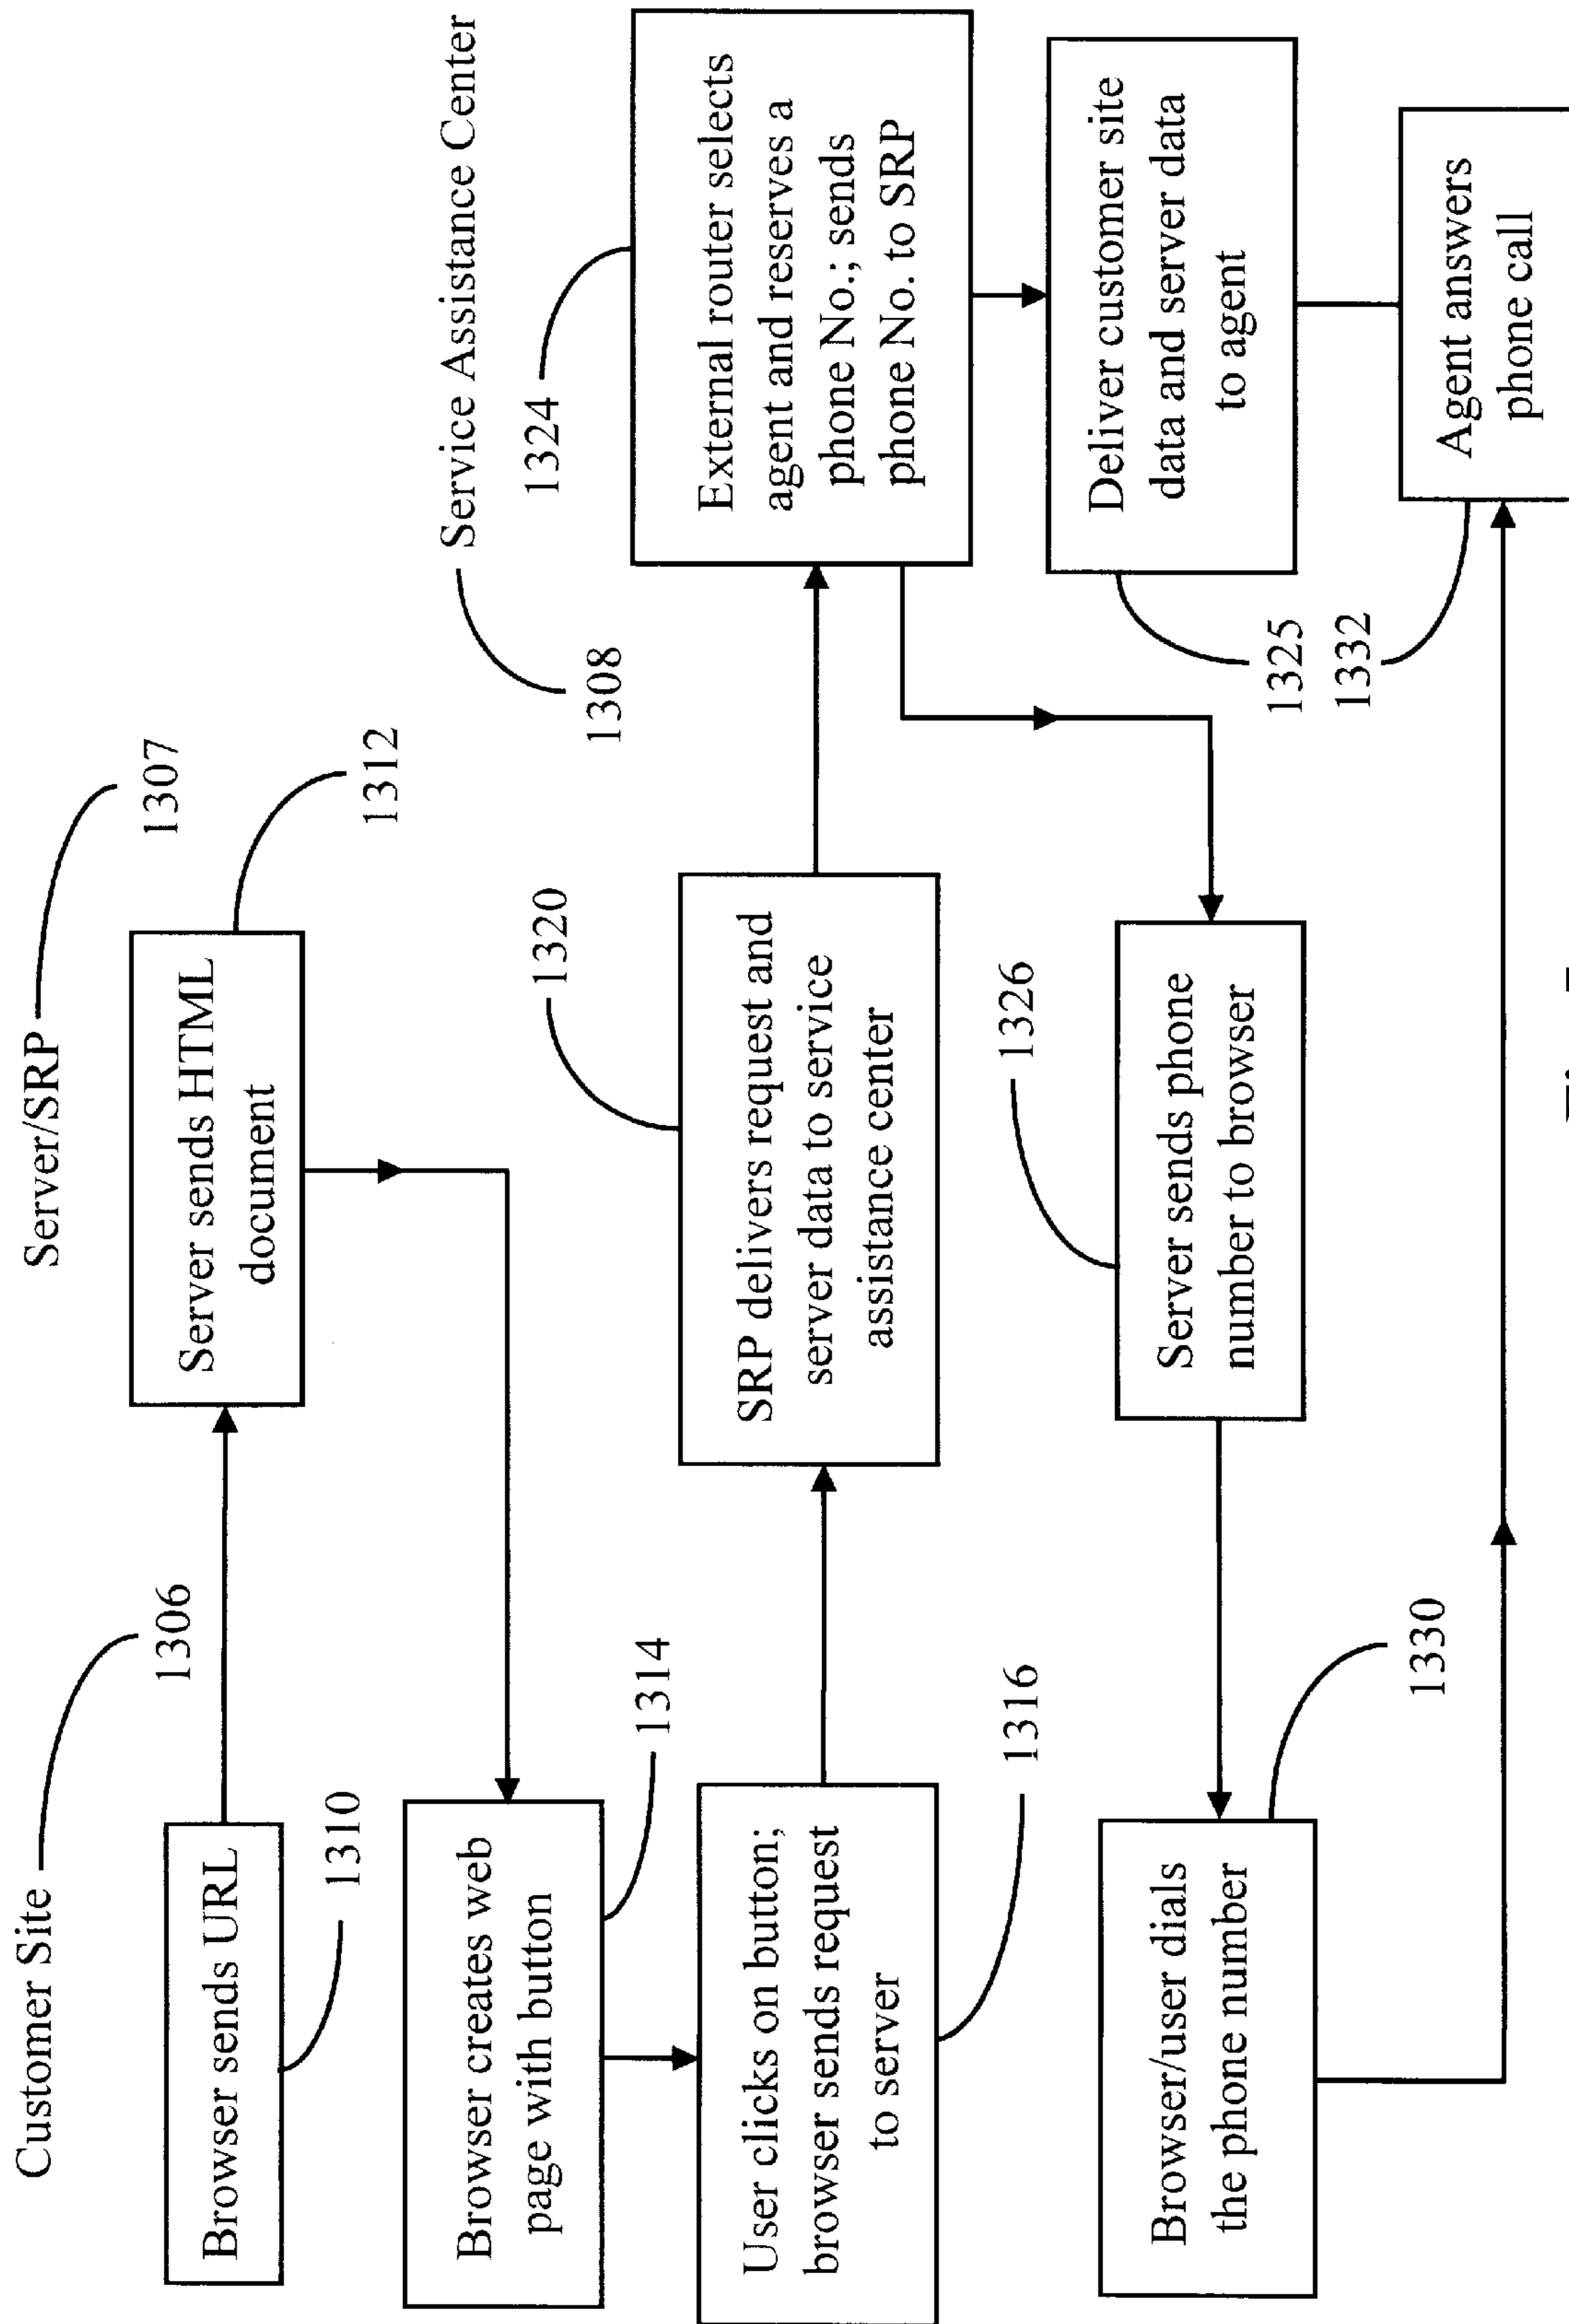 Customer Site
1306
Server/SRP
1307
Service Assistance Center
1308
Browser sends URL
1310
Server sends HTML
document
1312
Browser creates web
page with button
1314
User clicks on button;
browser sends request
to server
1316
SRP delivers request and
server data to service
assistance center
1320
External router selects
agent and reserves a
phone No.; sends
phone No. to SRP
1324
Deliver customer site
data and server data
to agent
1325
Server sends phone
number to browser
1326
Browser/user dials
the phone number
1330
Agent answers
phone call
1332